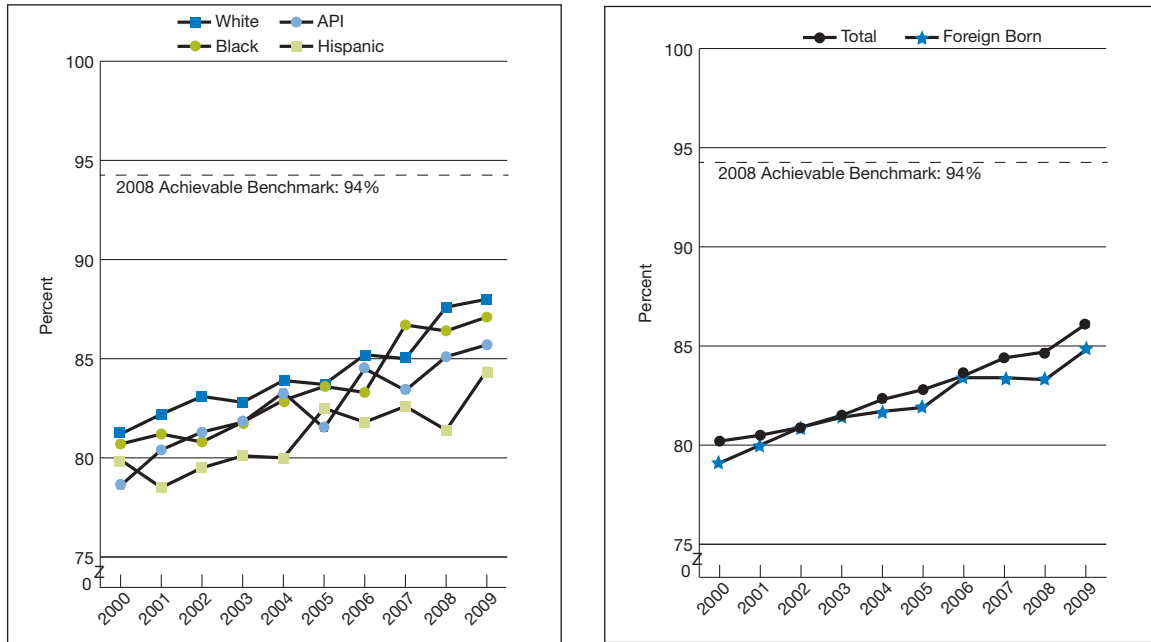 White API
Black Hispanic
100
95
2008 Achievable Benchmark: 94%
90
Percent
85
80
75
Z
0
2000 2001 2002 2003 2004 2005 2006 2007 2008 2009
Total Foreign Born
100
95
2008 Achievable Benchmark: 94%
90
Percent
85
80
75
Z
0
2000 2001 2002 2003 2004 2005 2006 2007 2008 2009